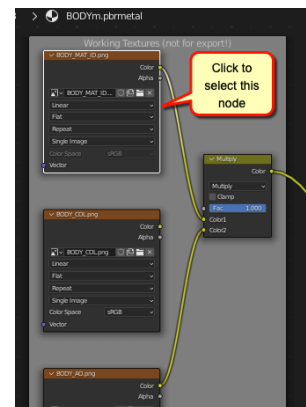 > BODYm.pbrmetal
Working Textures (not for export!)
BODY_MAT_ID.png
Color
Alpha
BODY_MAT_ID...
Linear
Flat
Repeat
Single Image
Color Space sRGB
Vector
Click to
select this
node
Multiply
Color
Multiply
Clamp
Fac 1.000
Color1
Color2
BODY_COL.png
Color
Alpha
BODY_COL.png
Linear
Flat
Repeat
Single Image
Color Space sRGB
Vector
BODY_AO.png
Color
Alpha